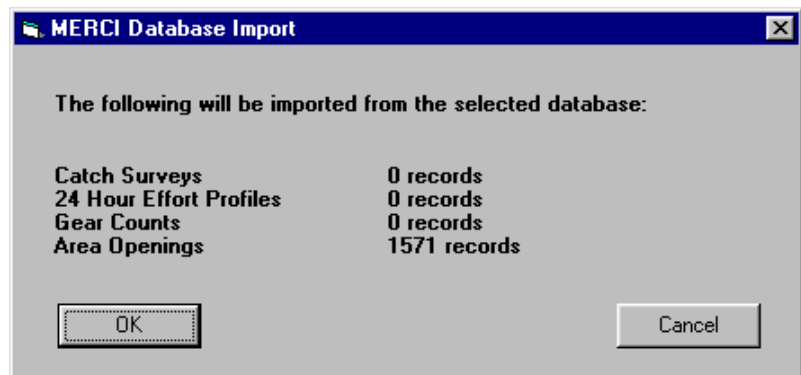 MERCI Database Import
The following will be imported from the selected database:
Catch Surveys 0 records
24 Hour Effort Profiles 0 records
Gear Counts 0 records
Area Openings 1571 records
OK Cancel